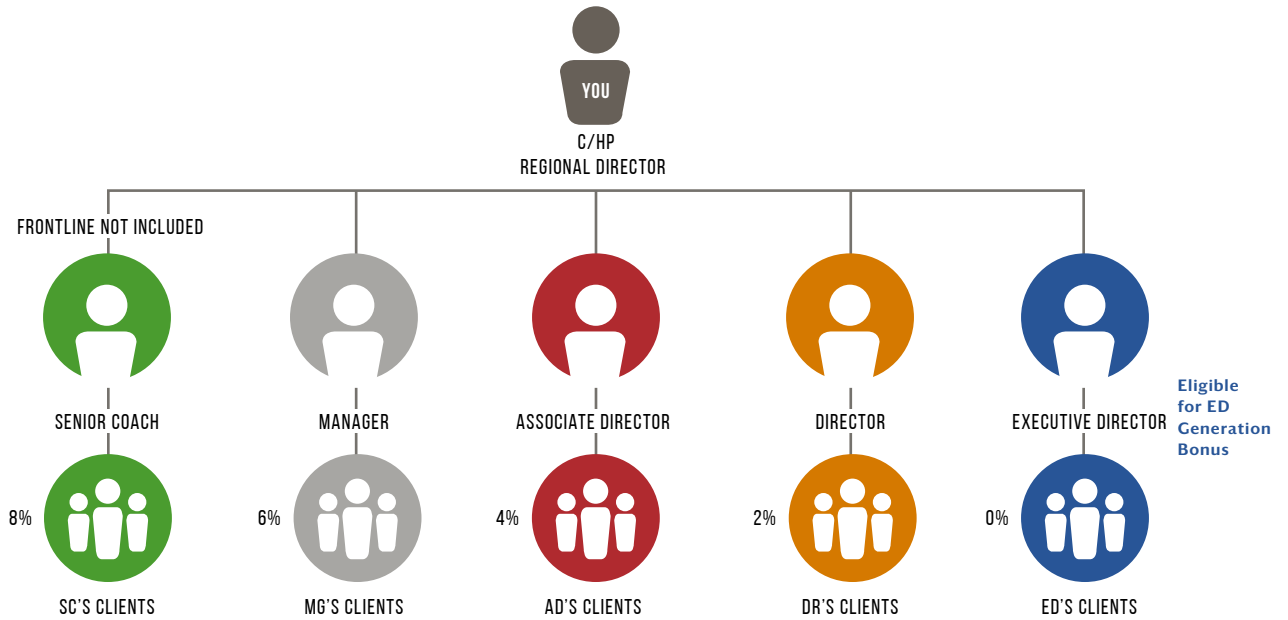 YOU
C/HP
REGIONAL DIRECTOR
FRONTLINE NOT INCLUDED
SENIOR COACH
MANAGER
ASSOCIATE DIRECTOR
DIRECTOR
EXECUTIVE DIRECTOR
Eligible
for ED
Generation
Bonus
8%
6%
4%
2%
0%
SC'S CLIENTS
MG'S CLIENTS
AD'S CLIENTS
DR'S CLIENTS
ED'S CLIENTS